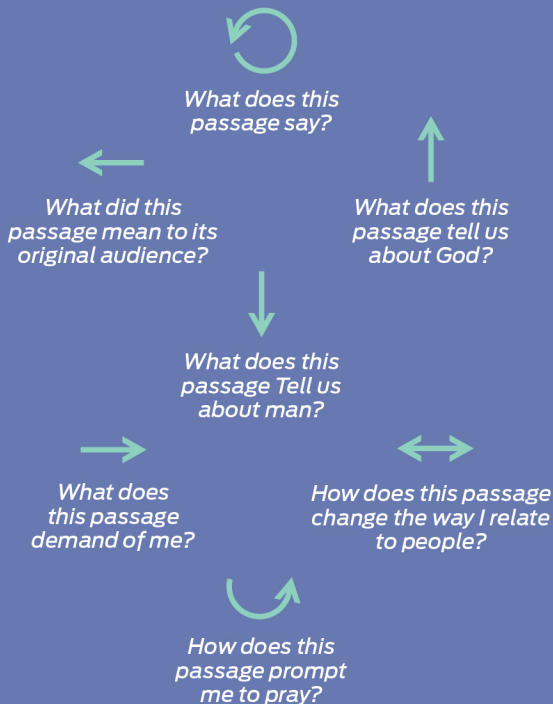 What does this
passage say?
What did this
passage mean to its
original audience?
What does this
passage tell us
about God?
What does this
passage Tell us
about man?
What does
this passage
demand of me?
How does this passage
change the way I relate
to people?
How does this
passage prompt
me to pray?